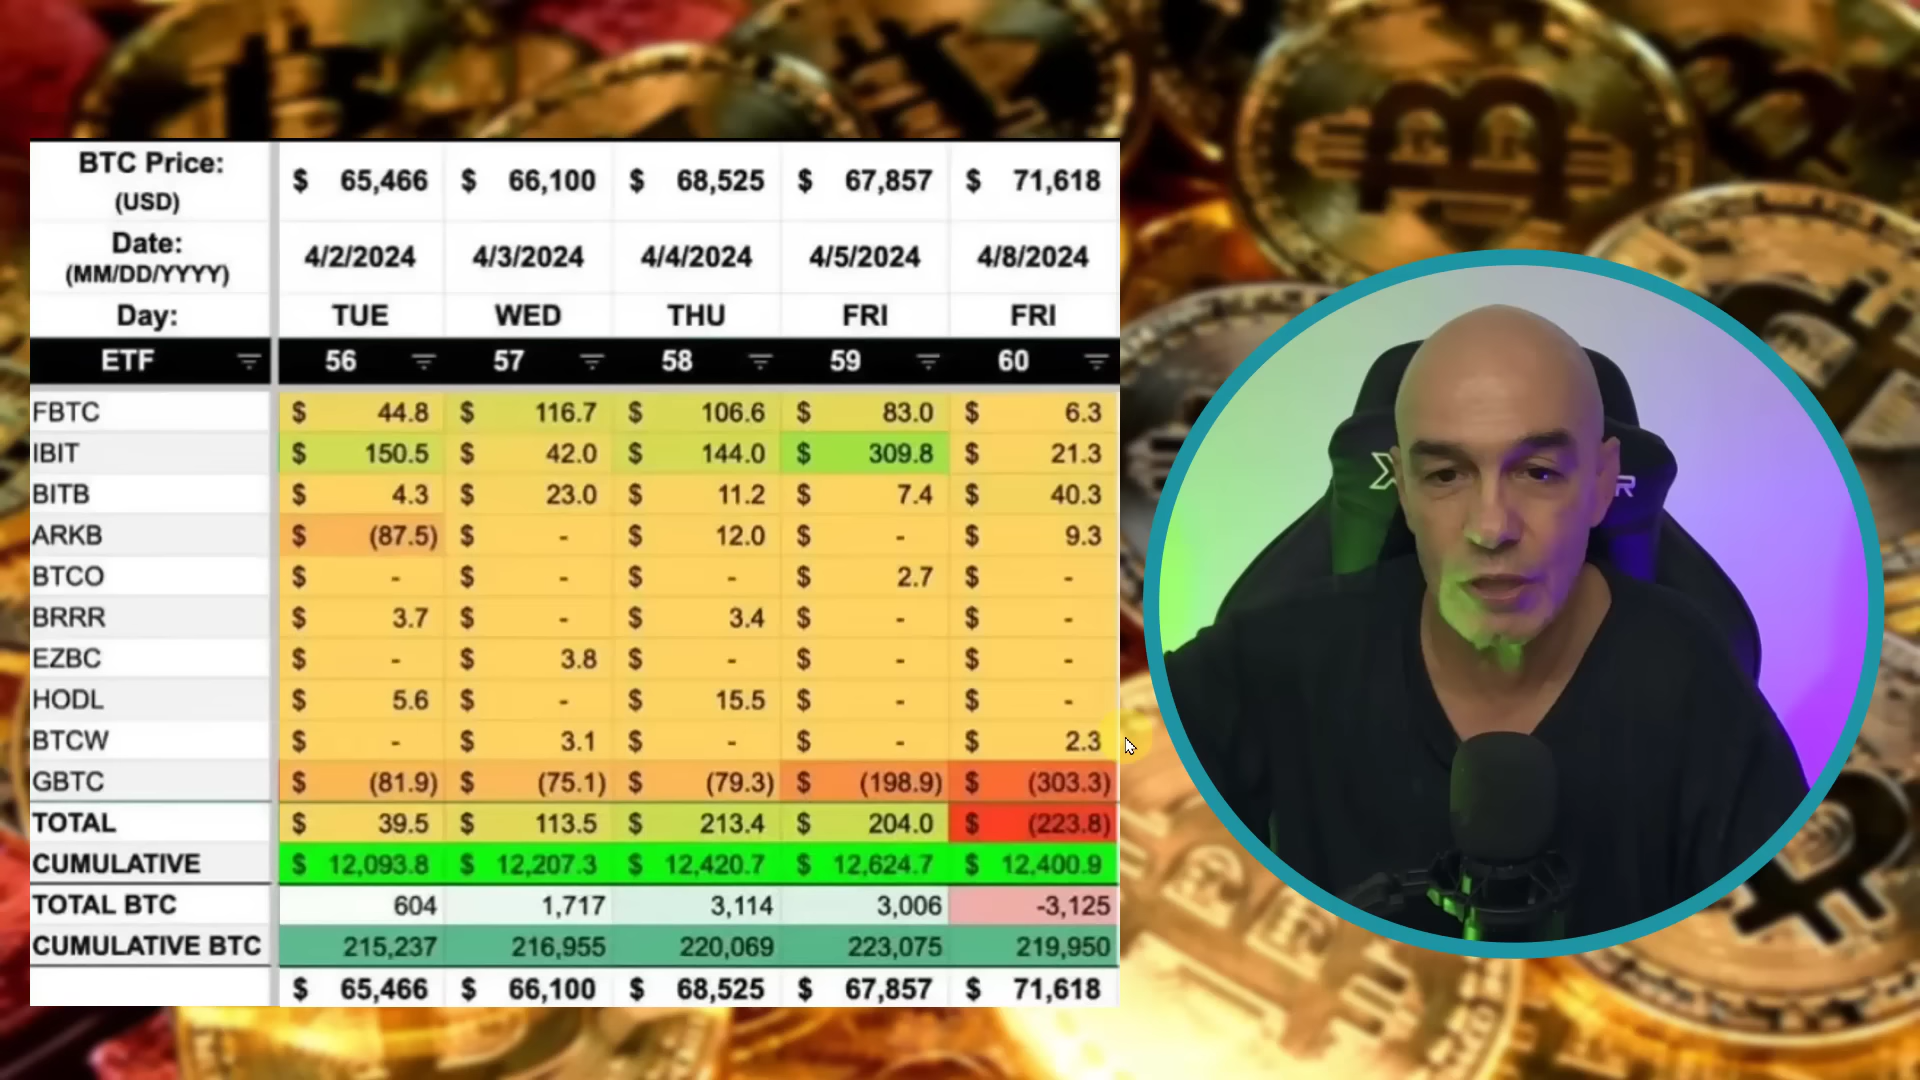 BTC Price: $ 65,466 $ 66,100 $ 68,525 $ 67,857 $ 71,618
(USD)
Date: 4/2/2024 4/3/2024 4/4/2024 4/5/2024 4/8/2024
(MM/DD/YYYY)
Day: TUE WED THU FRI FRI
ETF 56 57 58 59 60
FBTC $ 44.8 $ 116.7 $ 106.6 $ 83.0 $ 6.3
IBIT $ 150.5 $ 42.0 $ 144.0 $ 309.8 $ 21.3
BITB $ 4.3 $ 23.0 $ 11.2 $ 7.4 $ 40.3
ARKB $ (87.5) $ - $ 12.0 $ - $ 9.3
BTCO $ - $ - $ - $ 2.7 $ -
BRRR $ 3.7 $ - $ 3.4 $ - $ -
EZBC $ - $ 3.8 $ - $ - $ -
HODL $ 5.6 $ - $ 15.5 $ - $ -
BTCW $ - $ 3.1 $ - $ - $ 2.3
GBTC $ (81.9) $ (75.1) $ (79.3) $ (198.9) $ (303.3)
TOTAL $ 39.5 $ 113.5 $ 213.4 $ 204.0 $ (223.8)
CUMULATIVE $ 12,093.8 $ 12,207.3 $ 12,420.7 $ 12,624.7 $ 12,400.9
TOTAL BTC 604 1,717 3,114 3,006 -3,125
CUMULATIVE BTC 215,237 216,955 220,069 223,075 219,950
$ 65,466 $ 66,100 $ 68,525 $ 67,857 $ 71,618